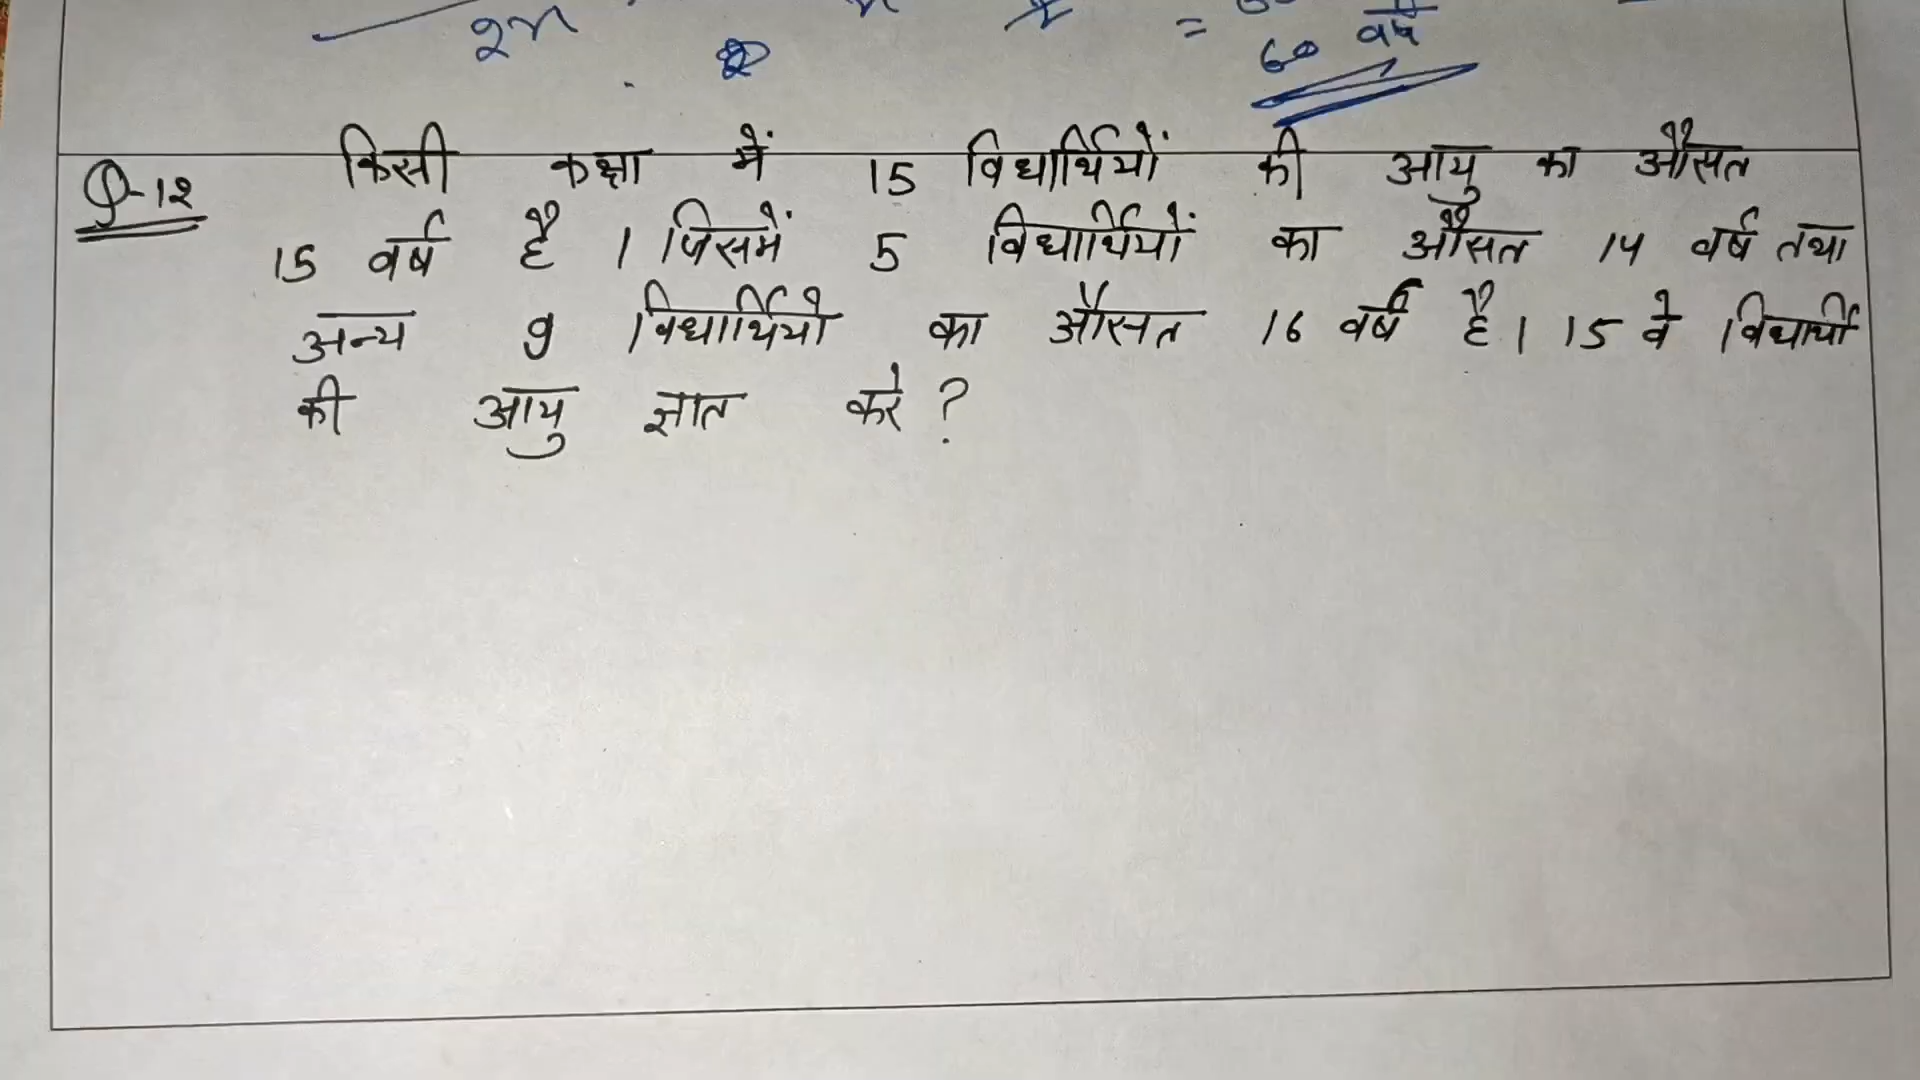 2x = 
60 वर्ष
Q-12 किसी कक्षा में 15 विधार्थियों की आयु का औसत
15 वर्ष है । जिसमें 5 विधार्थियों का औसत 14 वर्ष तथा
अन्य 9 विधार्थियो का औसत 16 वर्ष है । 15 वे विधार्थी
की आयु ज्ञात करे ?